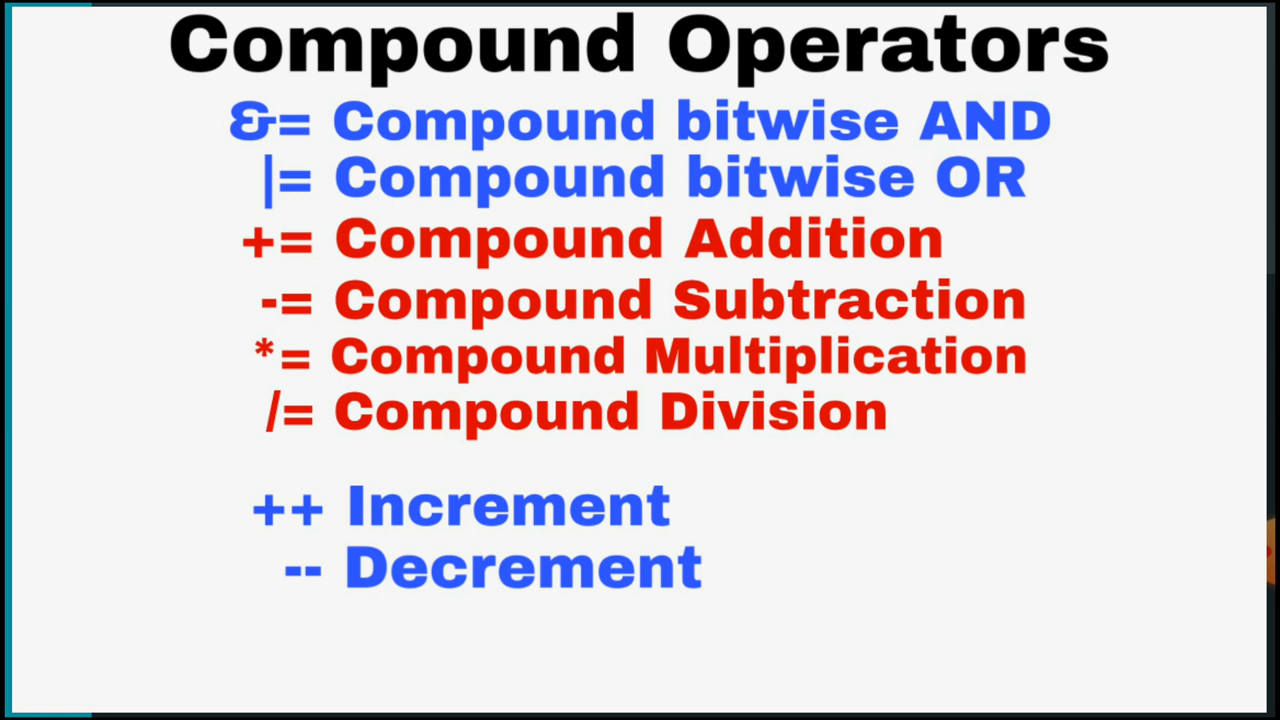 Compound Operators
&= Compound bitwise AND
|= Compound bitwise OR
+= Compound Addition
-= Compound Subtraction
*= Compound Multiplication
/= Compound Division
++ Increment
-- Decrement